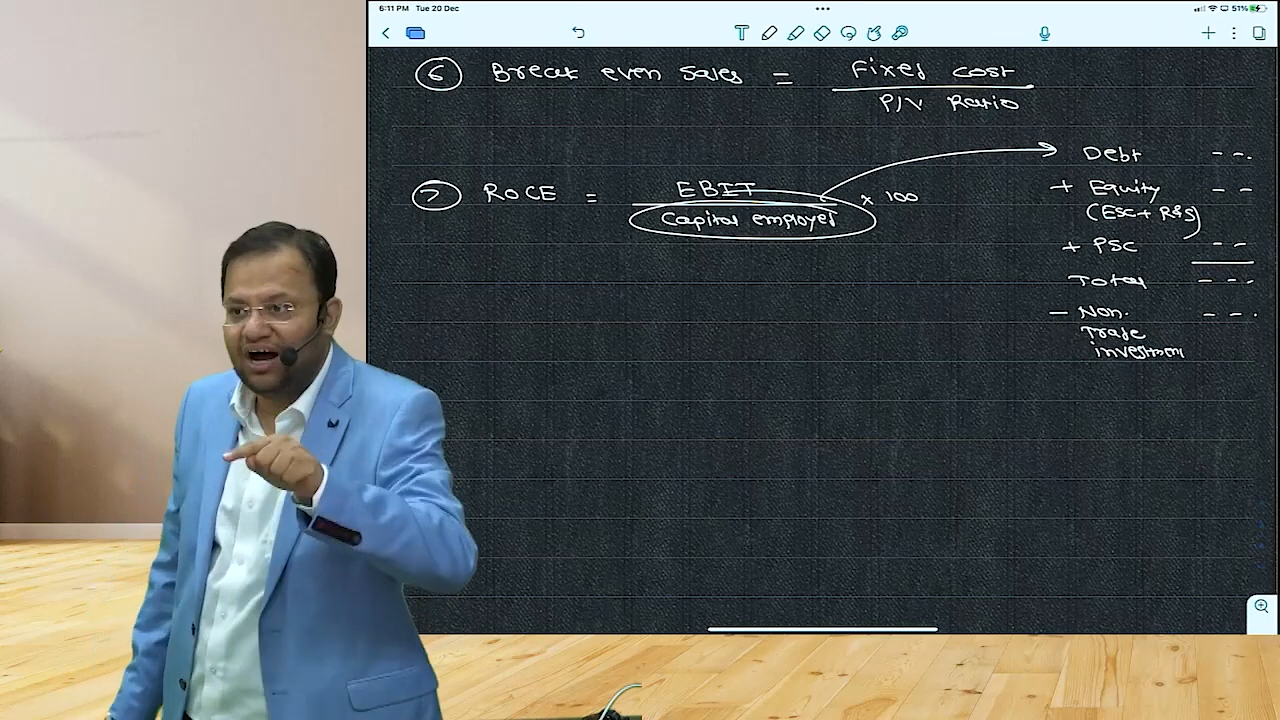 6:11 PM Tue 20 Dec
51%
6 Break even Sales = Fixed cost
P/V Ratio
7 ROCE = EBIT × 100
Capital employed
Debt - - -
+ Equity - -
(ESC + R&S)
+ PSC - -
Total - - -
- Non. - - -
Trade
investment